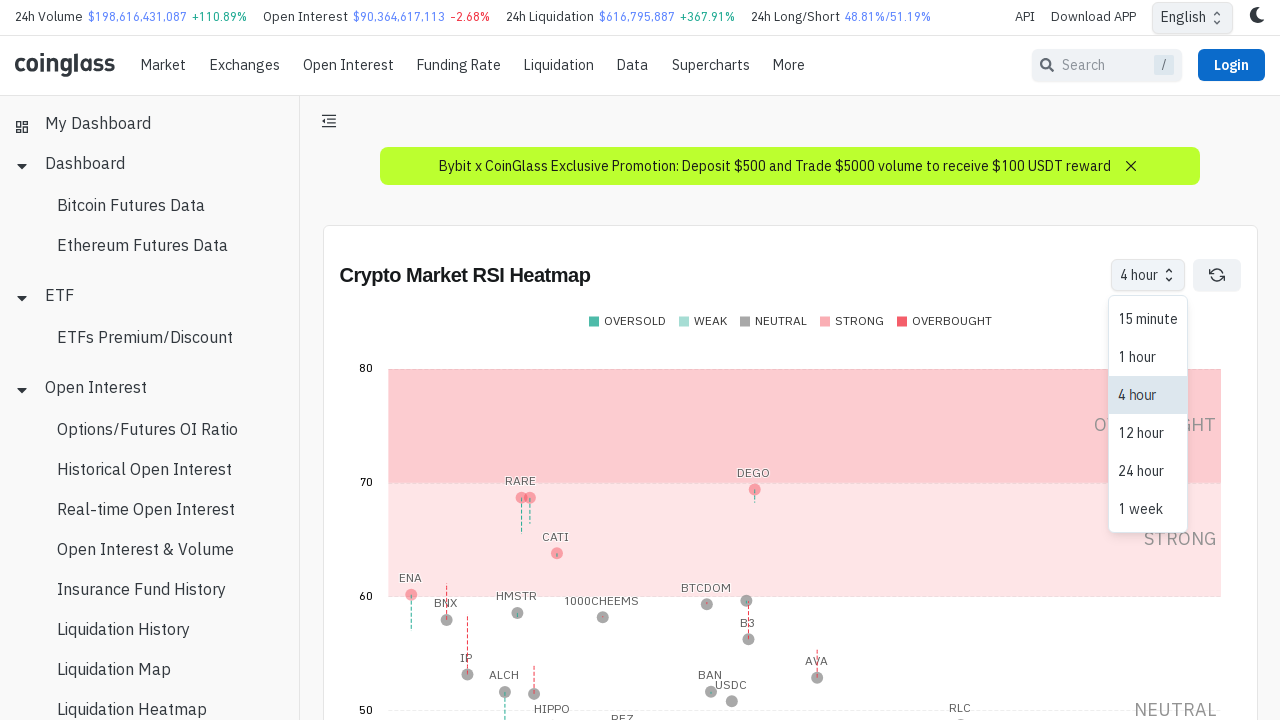 24h Volume $198,616,431,087 +110.89% Open Interest $90,364,617,113 -2.68% 24h Liquidation $616,795,887 +367.91% 24h Long/Short 48.81%/51.19% API Download APP English
coinglass Market Exchanges Open Interest Funding Rate Liquidation Data Supercharts More Search / Login
My Dashboard
Dashboard
Bitcoin Futures Data
Ethereum Futures Data
ETF
ETFs Premium/Discount
Open Interest
Options/Futures OI Ratio
Historical Open Interest
Real-time Open Interest
Open Interest & Volume
Insurance Fund History
Liquidation History
Liquidation Map
Liquidation Heatmap
Bybit x CoinGlass Exclusive Promotion: Deposit $500 and Trade $5000 volume to receive $100 USDT reward
Crypto Market RSI Heatmap
4 hour
15 minute
1 hour
4 hour
12 hour
24 hour
1 week
OVERSOLD WEAK NEUTRAL STRONG OVERBOUGHT
80
70
60
50
STRONG
NEUTRAL
DEGO
RARE
CATI
ENA
BTCDOM
HMSTR
1000CHEEMS
BNX
B3
IP
AVA
ALCH
BAN
USDC
HIPPO
RLC